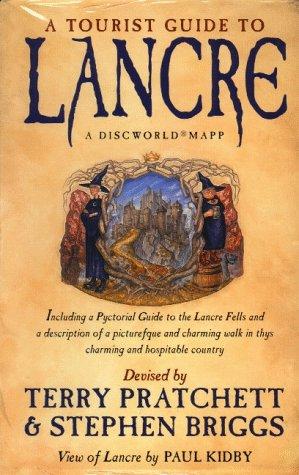 A TOURIST GUIDE TO
LANCRE
A DISCWORLD® MAPP
Including a Pyctorial Guide to the Lancre Fells and
a description of a picturefque and charming walk in thys
charming and hospitable country
Devised by
TERRY PRATCHETT
& STEPHEN BRIGGS
View of Lancre by PAUL KIDBY